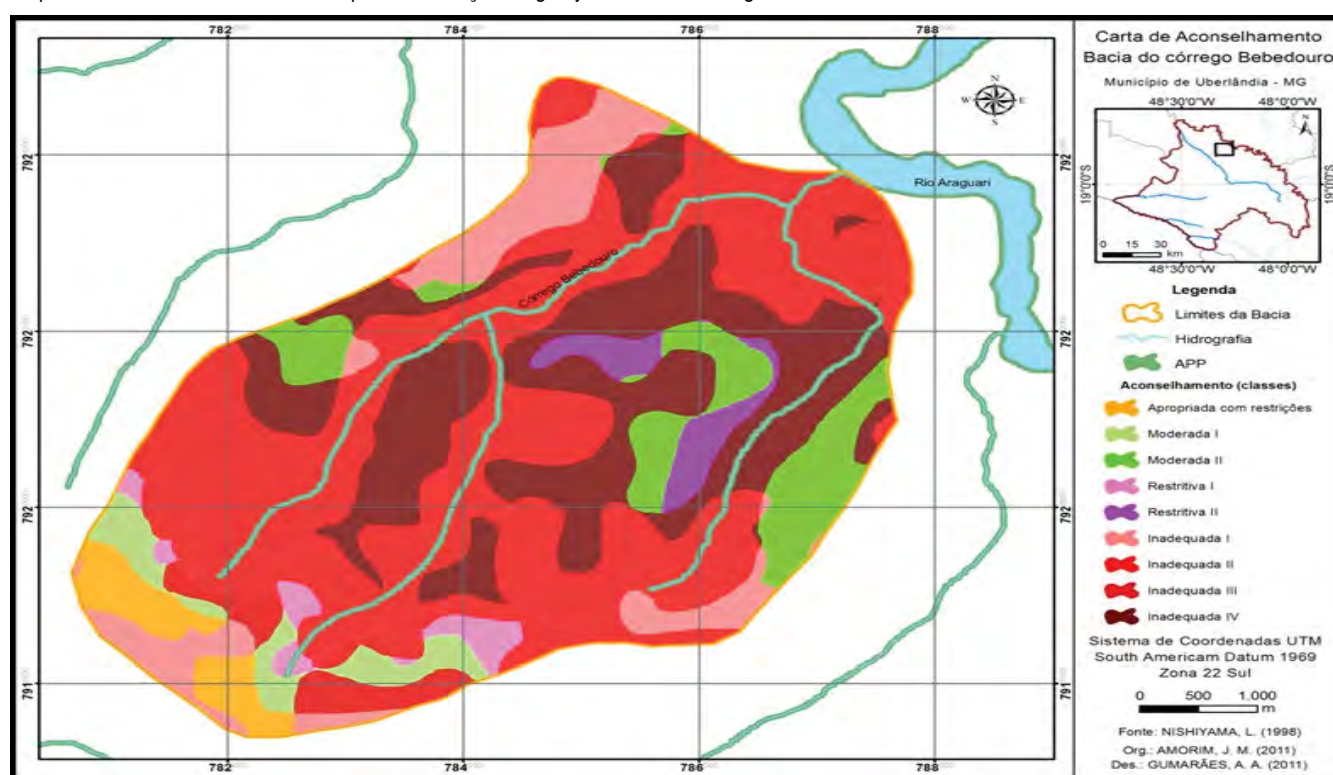 782 784 786 788
792
792
792
791
792
792
792
791
782 784 786 788
N
W E
S
Rio Araguari
Córrego Bebedouro
Carta de Aconselhamento
Bacia do córrego Bebedouro
Município de Uberlândia - MG
48°30'0"W 48°0'0"W
19°0'0"S 19°0'0"S
N
0 15 30
km
48°30'0"W 48°0'0"W
Legenda
Limites da Bacia
Hidrografia
APP
Aconselhamento (classes)
Apropriada com restrições
Moderada I
Moderada II
Restritiva I
Restritiva II
Inadequada I
Inadequada II
Inadequada III
Inadequada IV
Sistema de Coordenadas UTM
South Americam Datum 1969
Zona 22 Sul
0 500 1.000
m
Fonte: NISHIYAMA, L. (1998)
Org.: AMORIM, J. M. (2011)
Des.: GUMARÃES, A. A. (2011)